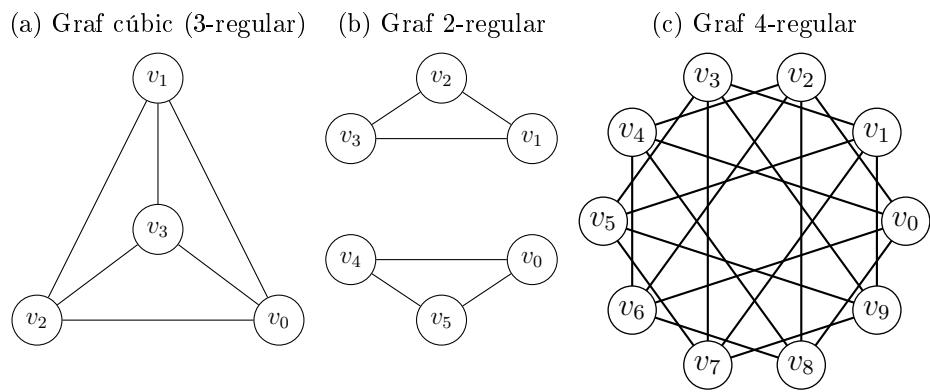 (a) Graf cúbic (3-regular)
(b) Graf 2-regular
(c) Graf 4-regular
v₁
v₃
v₂
v₀
v₂
v₃
v₁
v₄
v₀
v₅
v₃
v₂
v₄
v₁
v₅
v₀
v₆
v₉
v₇
v₈